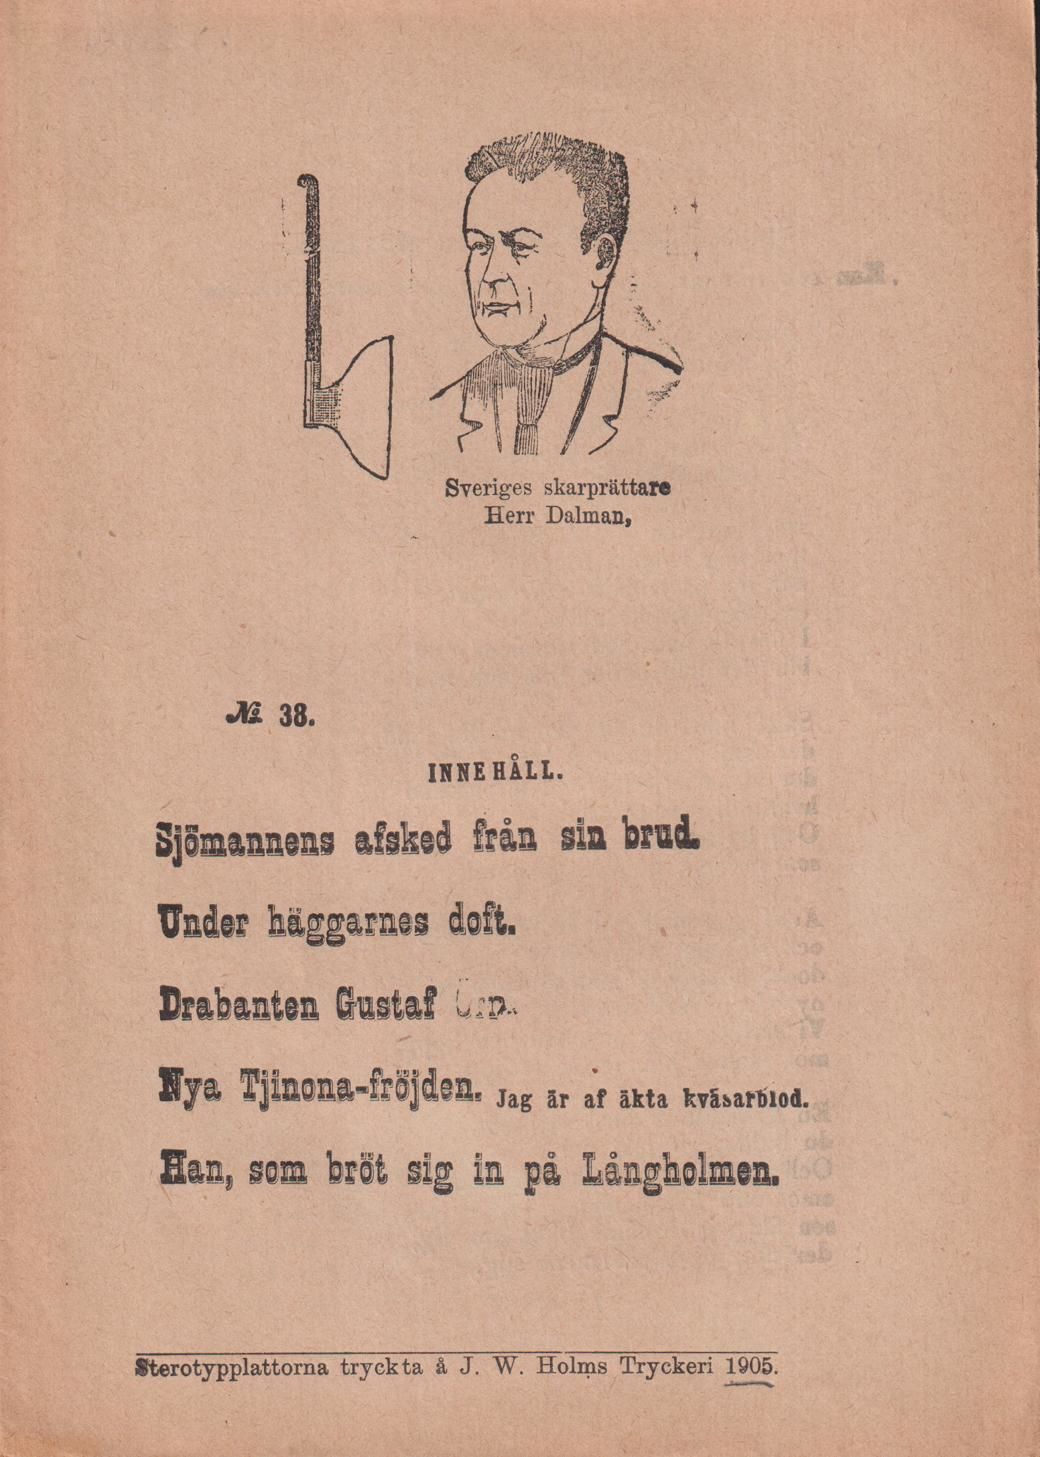 Sveriges skarprättare
Herr Dalman,
№ 38.
INNEHÅLL.
Sjömannens afsked från sin brud.
Under häggarnes doft.
Drabanten Gustaf
Nya Tjinona-fröjden. Jag är af äkta kväsarblod.
Han, som bröt sig in på Långholmen.
Sterotypplattorna tryckta å J. W. Holms Tryckeri 1905.